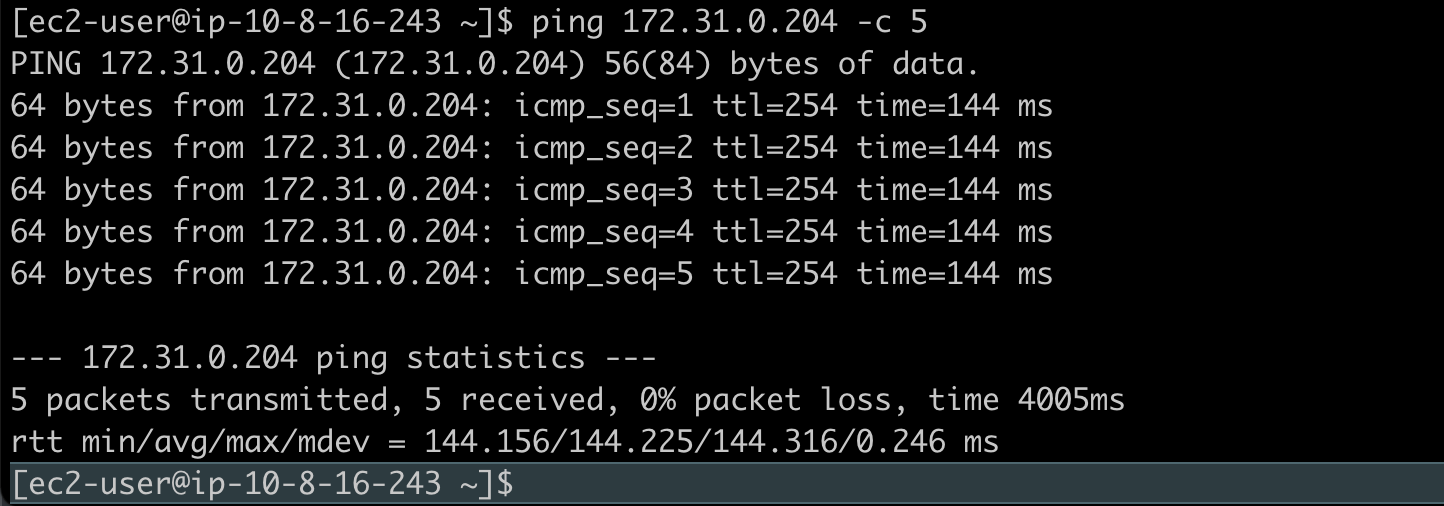 [ec2-user@ip-10-8-16-243 ~]$ ping 172.31.0.204 -c 5
PING 172.31.0.204 (172.31.0.204) 56(84) bytes of data.
64 bytes from 172.31.0.204: icmp_seq=1 ttl=254 time=144 ms
64 bytes from 172.31.0.204: icmp_seq=2 ttl=254 time=144 ms
64 bytes from 172.31.0.204: icmp_seq=3 ttl=254 time=144 ms
64 bytes from 172.31.0.204: icmp_seq=4 ttl=254 time=144 ms
64 bytes from 172.31.0.204: icmp_seq=5 ttl=254 time=144 ms
--- 172.31.0.204 ping statistics ---
5 packets transmitted, 5 received, 0% packet loss, time 4005ms
rtt min/avg/max/mdev = 144.156/144.225/144.316/0.246 ms
[ec2-user@ip-10-8-16-243 ~]$